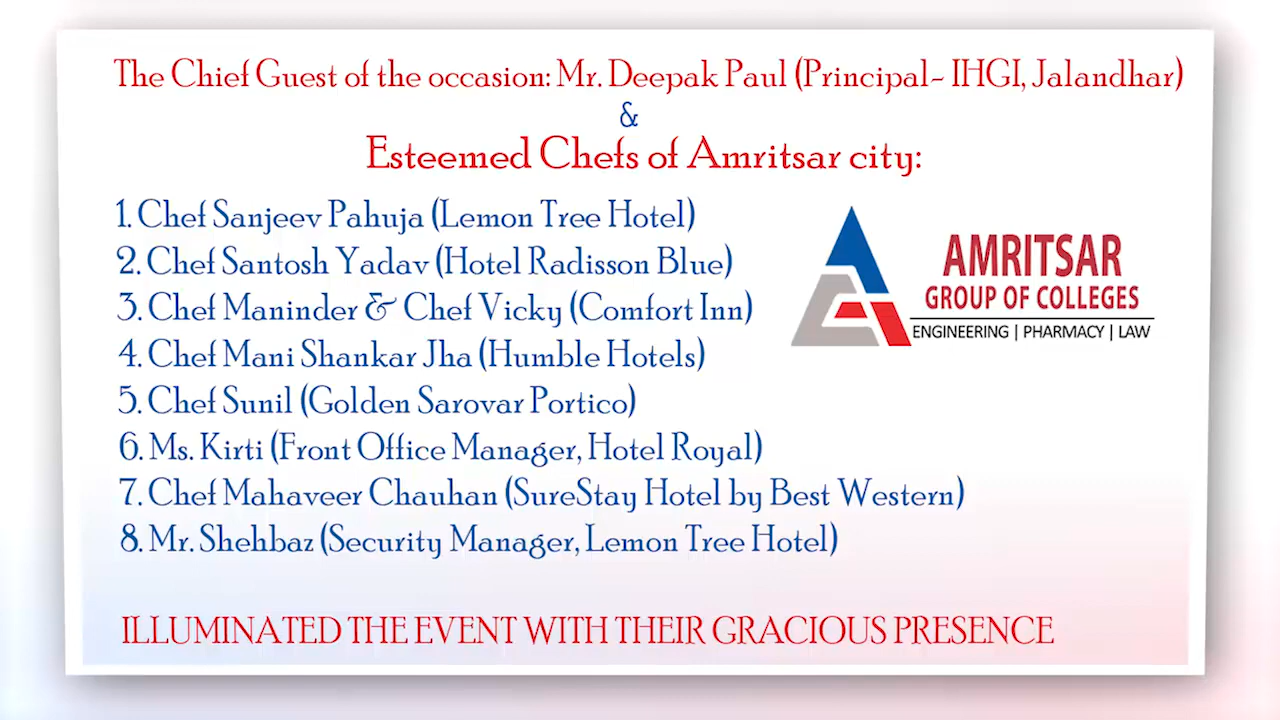 The Chief Guest of the occasion: Mr. Deepak Paul (Principal- IHGI, Jalandhar)
&
Esteemed Chefs of Amritsar city:
1. Chef Sanjeev Pahuja (Lemon Tree Hotel)
2. Chef Santosh Yadav (Hotel Radisson Blue)
3. Chef Maninder & Chef Vicky (Comfort Inn)
4. Chef Mani Shankar Jha (Humble Hotels)
5. Chef Sunil (Golden Sarovar Portico)
6. Ms. Kirti (Front Office Manager, Hotel Royal)
7. Chef Mahaveer Chauhan (SureStay Hotel by Best Western)
8. Mr. Shehbaz (Security Manager, Lemon Tree Hotel)
AMRITSAR
GROUP OF COLLEGES
ENGINEERING | PHARMACY | LAW
ILLUMINATED THE EVENT WITH THEIR GRACIOUS PRESENCE